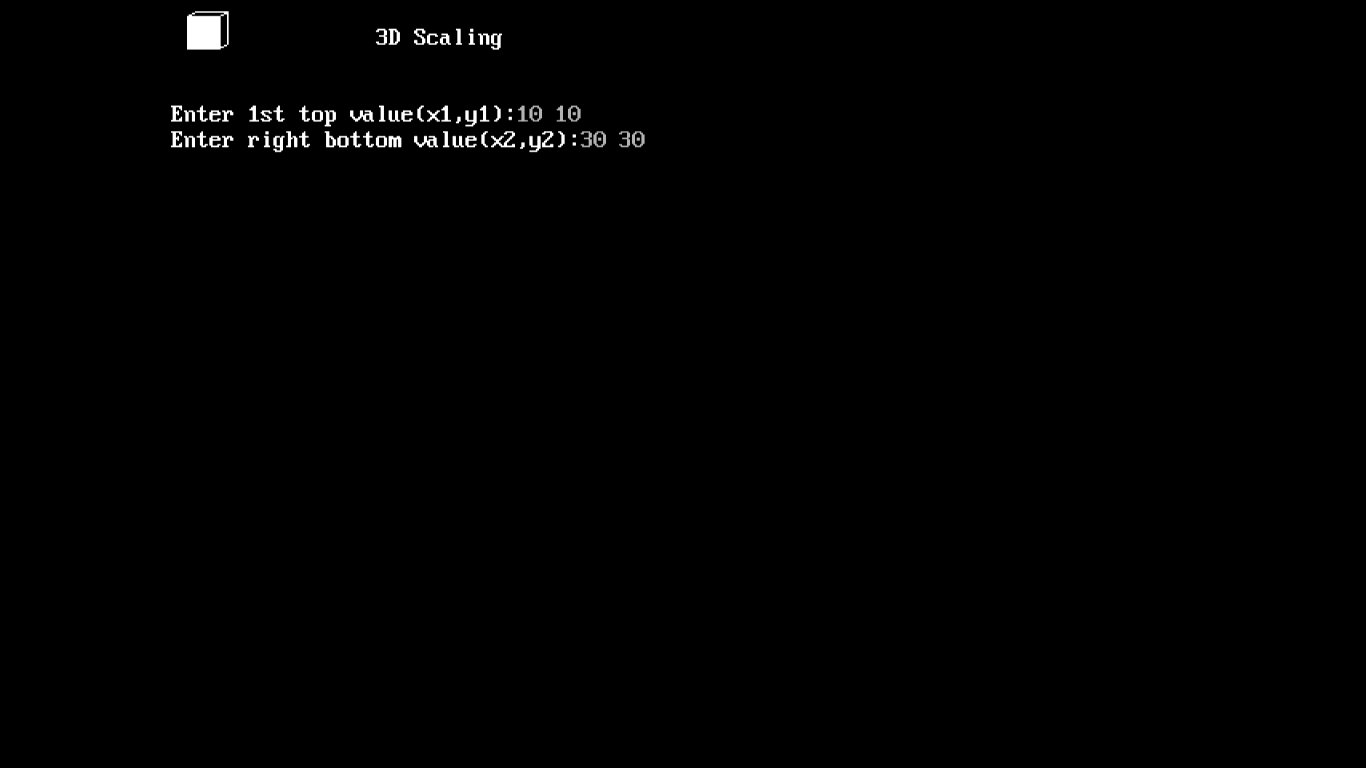 3D Scaling
Enter 1st top value(x1,y1):10 10
Enter right bottom value(x2,y2):30 30